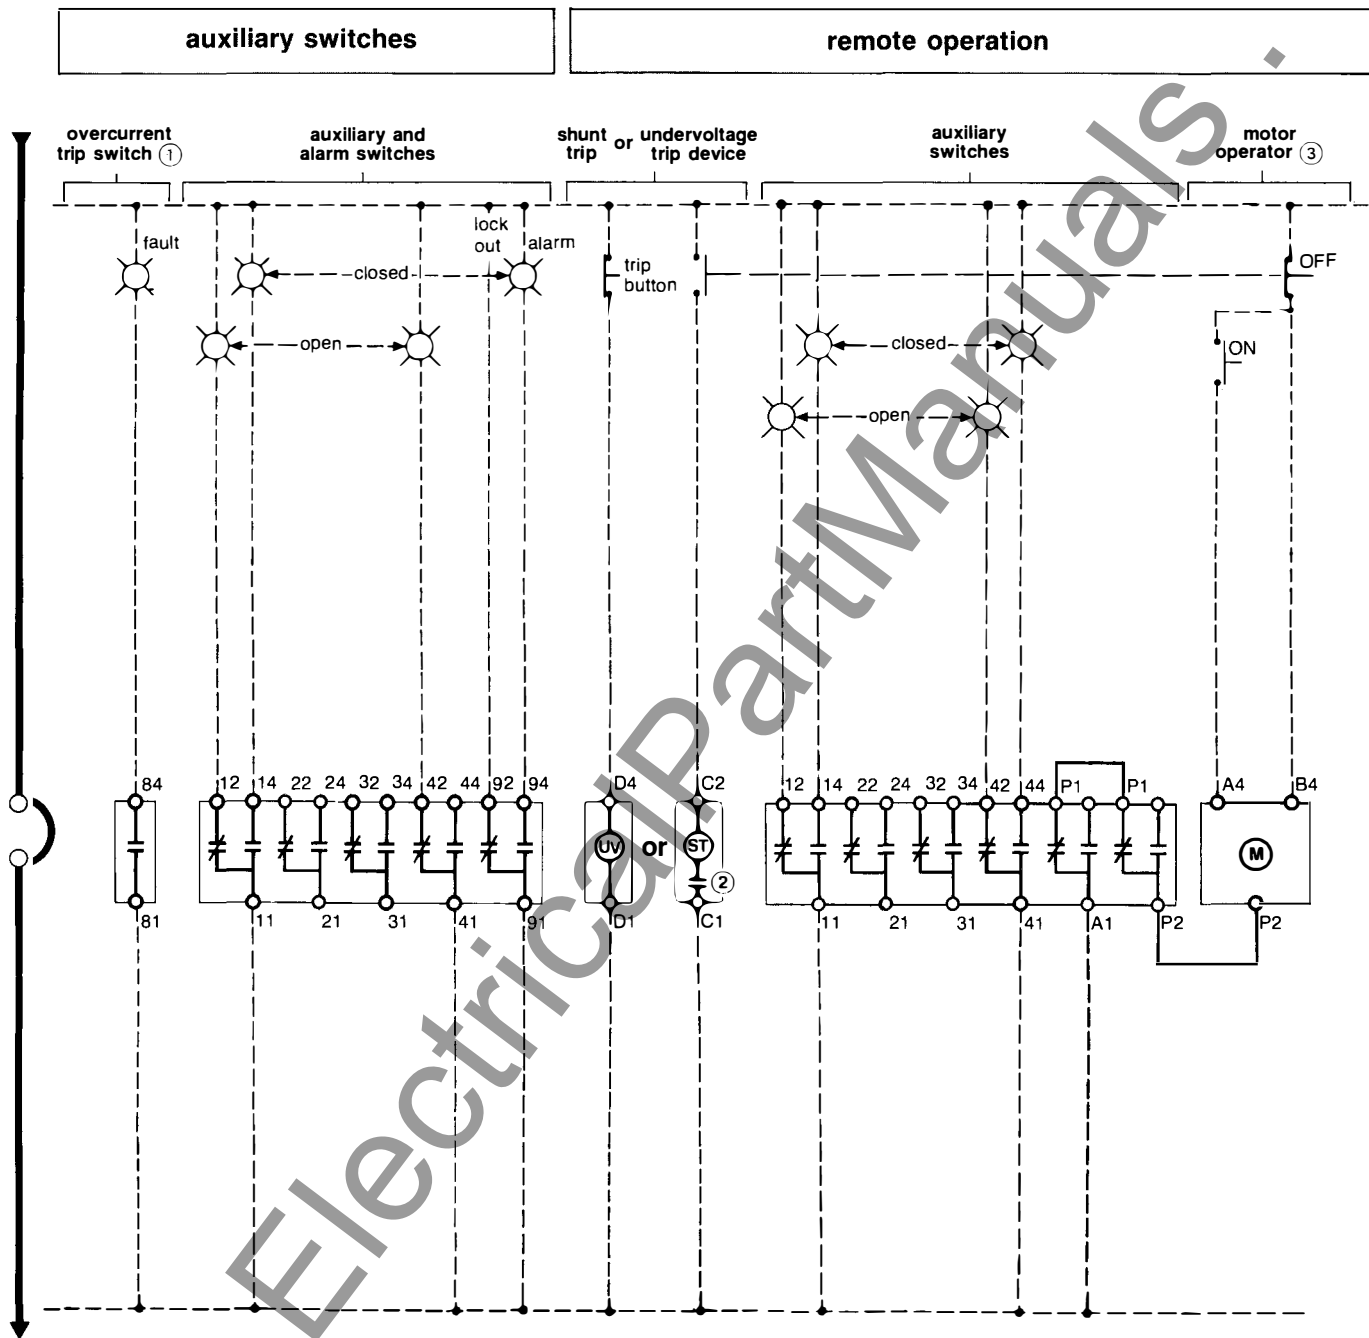 auxiliary switches
remote operation
overcurrent
trip switch ①
auxiliary and
alarm switches
shunt
trip
or
undervoltage
trip device
auxiliary
switches
motor
operator ③
fault
lock
out
alarm
closed
open
trip
button
closed
open
OFF
ON
84
12 14 22 24 32 34 42 44 92 94
D4
C2
12 14 22 24 32 34 42 44 P1 P1
A4
B4
UV
or
ST
②
M
81
11 21 31 41 91
D1
C1
11 21 31 41 A1 P2
P2
ElectricalPartManuals .